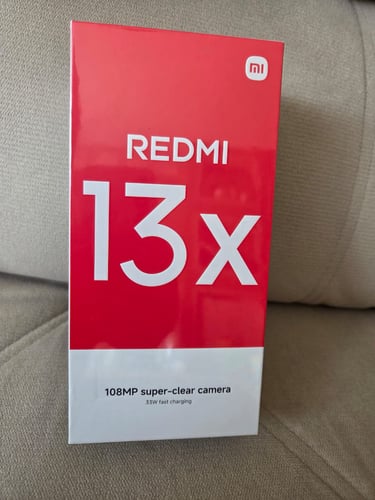 mi
REDMI
13x
108MP super-clear camera
33W fast charging